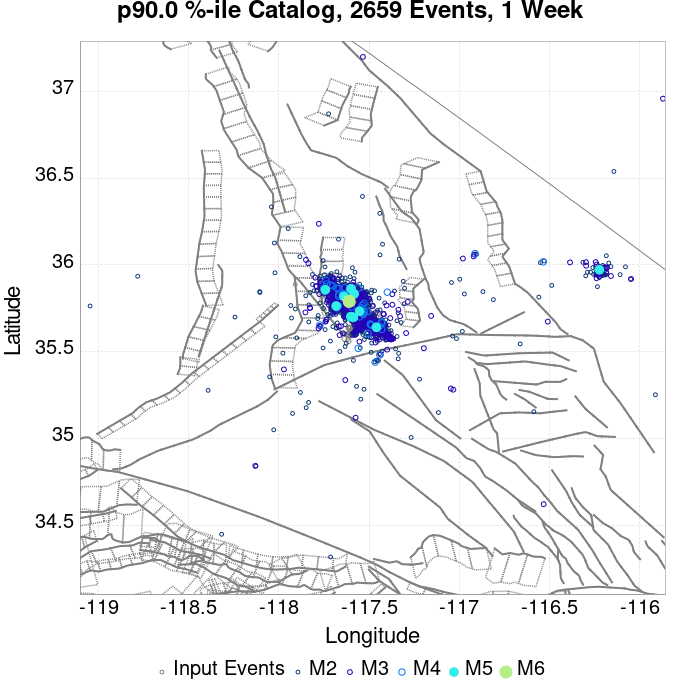 p90.0 %-ile Catalog, 2659 Events, 1 Week
37
36.5
36
35.5
35
34.5
Latitude
-119 -118.5 -118 -117.5 -117 -116.5 -116
Longitude
Input Events M2 M3 M4 M5 M6